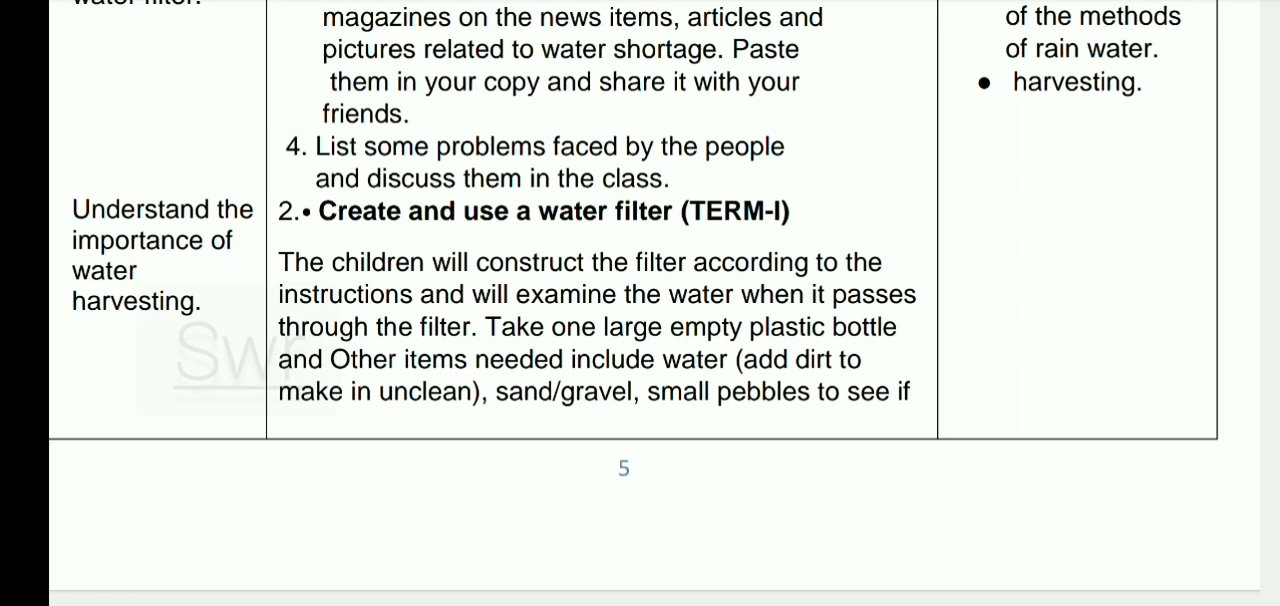 water filter.
Understand the
importance of
water
harvesting.
magazines on the news items, articles and
pictures related to water shortage. Paste
them in your copy and share it with your
friends.
4. List some problems faced by the people
and discuss them in the class.
2.• Create and use a water filter (TERM-I)
The children will construct the filter according to the
instructions and will examine the water when it passes
through the filter. Take one large empty plastic bottle
and Other items needed include water (add dirt to
make in unclean), sand/gravel, small pebbles to see if
of the methods
of rain water.
● harvesting.
Swr
5